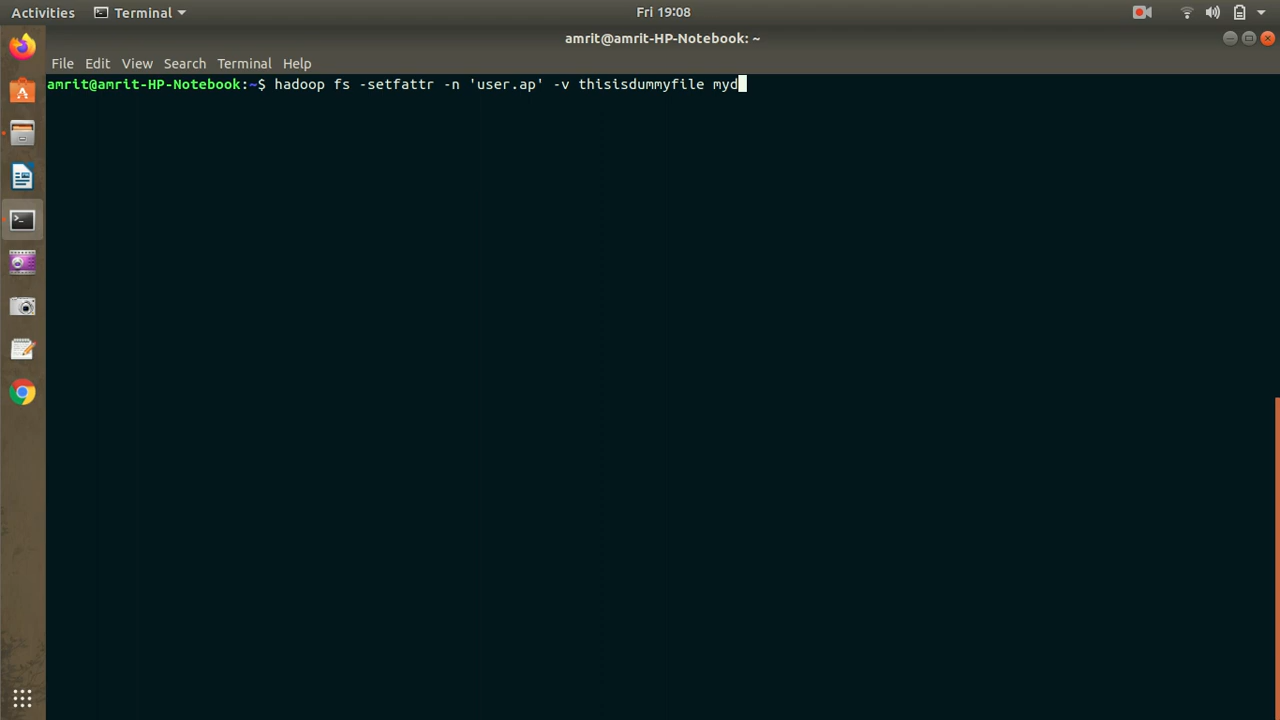 Activities Terminal Fri 19:08
amrit@amrit-HP-Notebook: ~
File Edit View Search Terminal Help
amrit@amrit-HP-Notebook:~$ hadoop fs -setfattr -n 'user.ap' -v thisisdummyfile myd